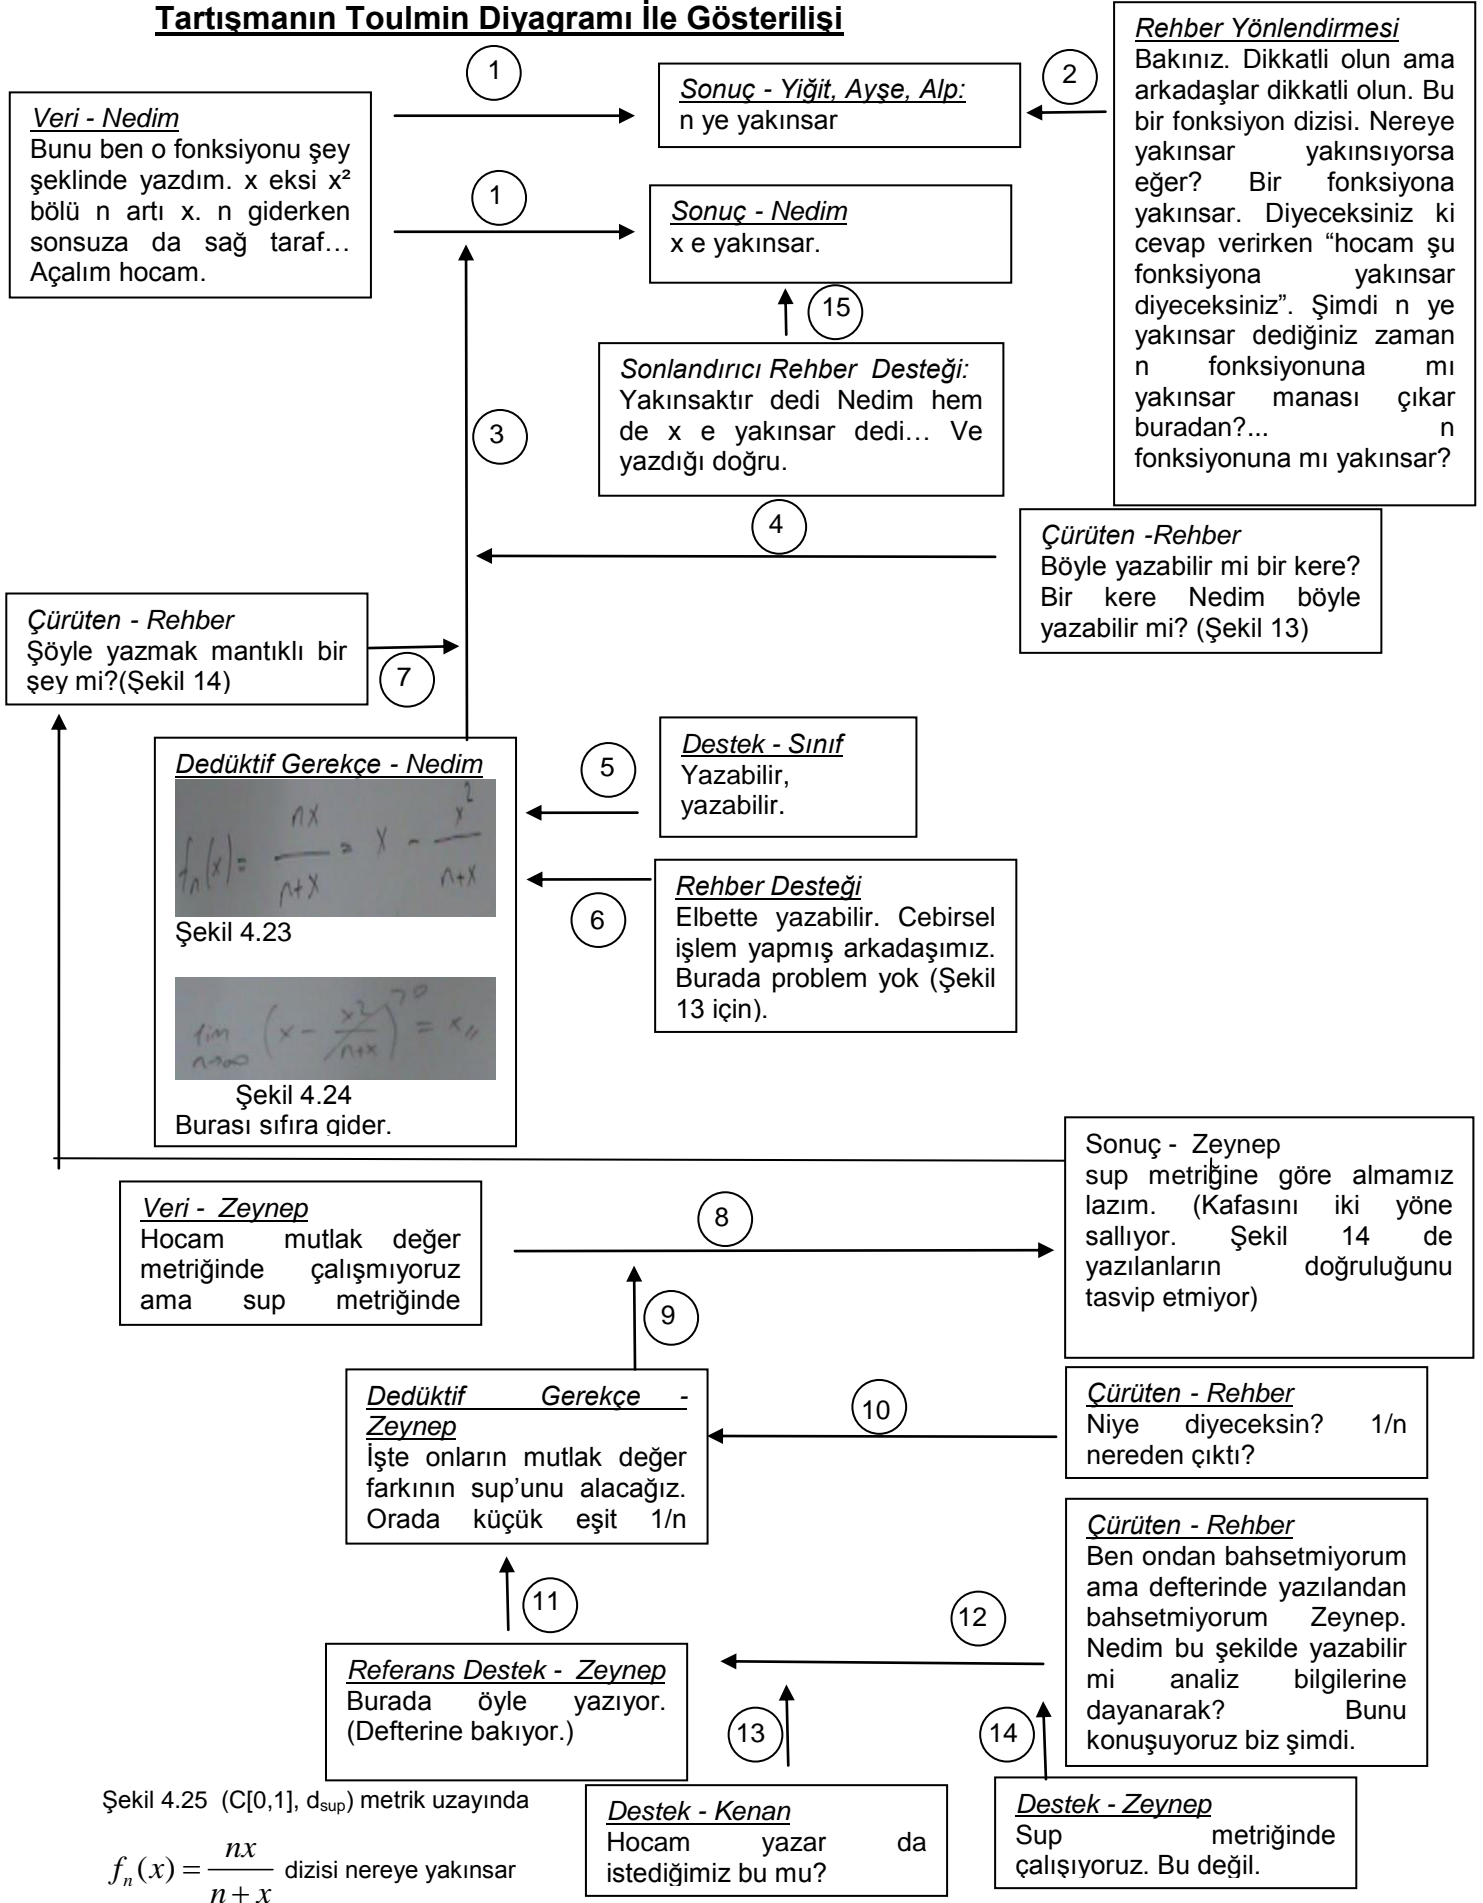 Tartışmanın Toulmin Diyagramı İle Gösterilişi
1
Veri - Nedim
Bunu ben o fonksiyonu şey
şeklinde yazdım. x eksi x²
bölü n artı x. n giderken
sonsuza da sağ taraf…
Açalım hocam.
Sonuç - Yiğit, Ayşe, Alp:
n ye yakınsar
2
Rehber Yönlendirmesi
Bakınız. Dikkatli olun ama
arkadaşlar dikkatli olun. Bu
bir fonksiyon dizisi. Nereye
yakınsar yakınsıyorsa
eğer? Bir fonksiyona
yakınsar. Diyeceksiniz ki
cevap verirken “hocam şu
fonksiyona yakınsar
diyeceksiniz”. Şimdi n ye
yakınsar dediğiniz zaman
n fonksiyonuna mı
yakınsar manası çıkar
buradan?... n
fonksiyonuna mı yakınsar?
1
Sonuç - Nedim
x e yakınsar.
15
Sonlandırıcı Rehber Desteği:
Yakınsaktır dedi Nedim hem
de x e yakınsar dedi… Ve
yazdığı doğru.
3
4
Çürüten -Rehber
Böyle yazabilir mi bir kere?
Bir kere Nedim böyle
yazabilir mi? (Şekil 13)
Çürüten - Rehber
Şöyle yazmak mantıklı bir
şey mi?(Şekil 14)
7
Dedüktif Gerekçe - Nedim
f_n(x) = nx/(n+x) = x - x²/(n+x)
Şekil 4.23
lim n→∞ (x - x²/(n+x))^→0 = x //
Şekil 4.24
Burası sıfıra gider.
5
Destek - Sınıf
Yazabilir,
yazabilir.
6
Rehber Desteği
Elbette yazabilir. Cebirsel
işlem yapmış arkadaşımız.
Burada problem yok (Şekil
13 için).
Veri - Zeynep
Hocam mutlak değer
metriğinde çalışmıyoruz
ama sup metriğinde
8
Sonuç - Zeynep
sup metriğine göre almamız
lazım. (Kafasını iki yöne
sallıyor. Şekil 14 de
yazılanların doğruluğunu
tasvip etmiyor)
9
Dedüktif Gerekçe -
Zeynep
İşte onların mutlak değer
farkının sup’unu alacağız.
Orada küçük eşit 1/n
10
Çürüten - Rehber
Niye diyeceksin? 1/n
nereden çıktı?
11
Referans Destek - Zeynep
Burada öyle yazıyor.
(Defterine bakıyor.)
12
Çürüten - Rehber
Ben ondan bahsetmiyorum
ama defterinde yazılandan
bahsetmiyorum Zeynep.
Nedim bu şekilde yazabilir
mi analiz bilgilerine
dayanarak? Bunu
konuşuyoruz biz şimdi.
13
Destek - Kenan
Hocam yazar da
istediğimiz bu mu?
14
Destek - Zeynep
Sup metriğinde
çalışıyoruz. Bu değil.
Şekil 4.25 (C[0,1], d_sup) metrik uzayında
f_n(x) = nx/(n+x) dizisi nereye yakınsar